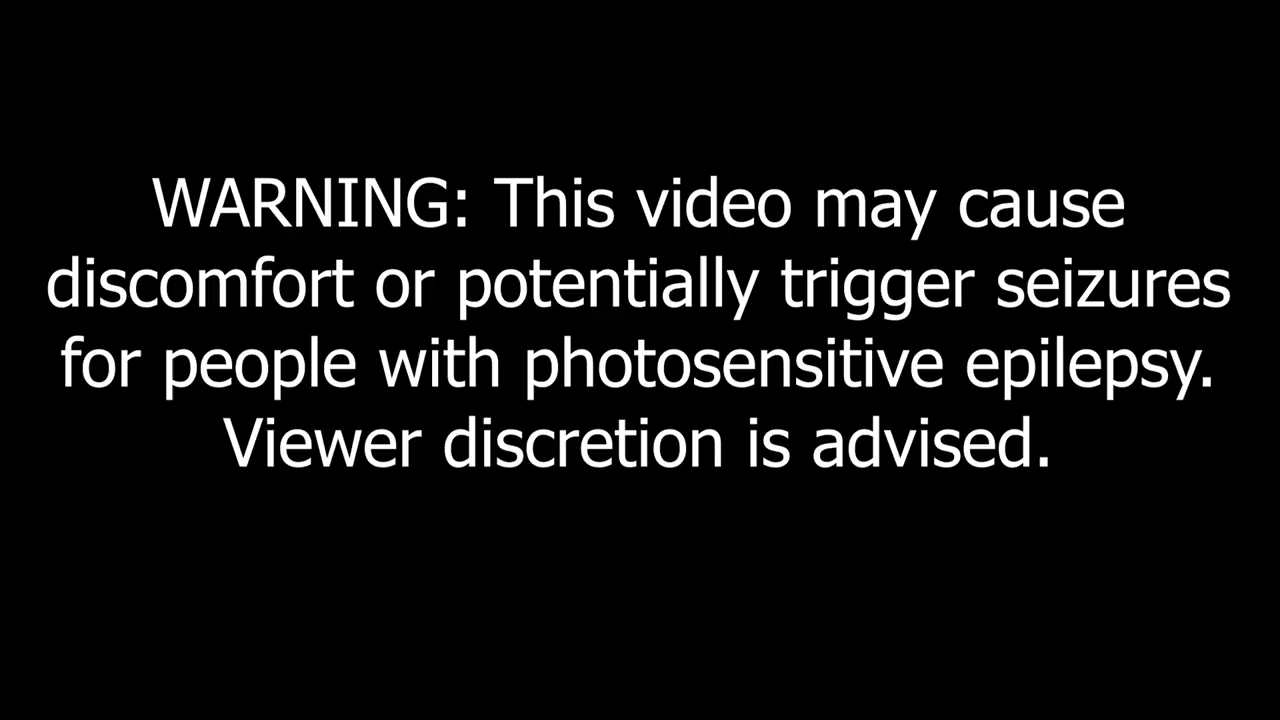 WARNING: This video may cause
discomfort or potentially trigger seizures
for people with photosensitive epilepsy.
Viewer discretion is advised.